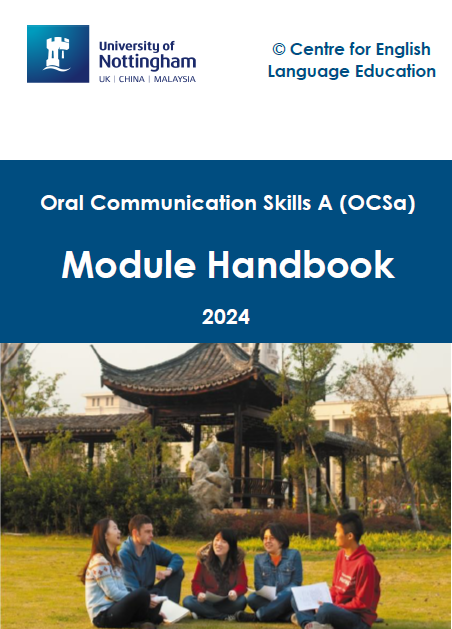 University of
Nottingham
UK | CHINA | MALAYSIA
© Centre for English
Language Education
Oral Communication Skills A (OCSa)
Module Handbook
2024